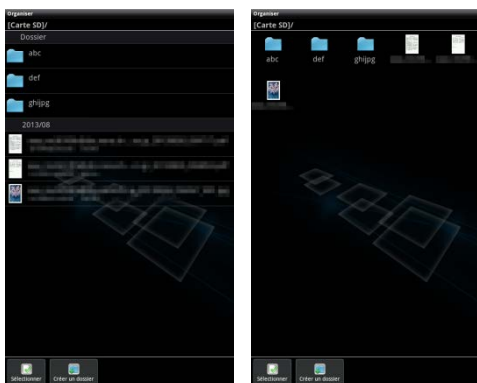 Organiser
[Carte SD]/
Dossier
abc
def
ghijpg
2013/08
Sélectionner
Créer un dossier
Organiser
[Carte SD]/
abc
def
ghijpg
Sélectionner
Créer un dossier